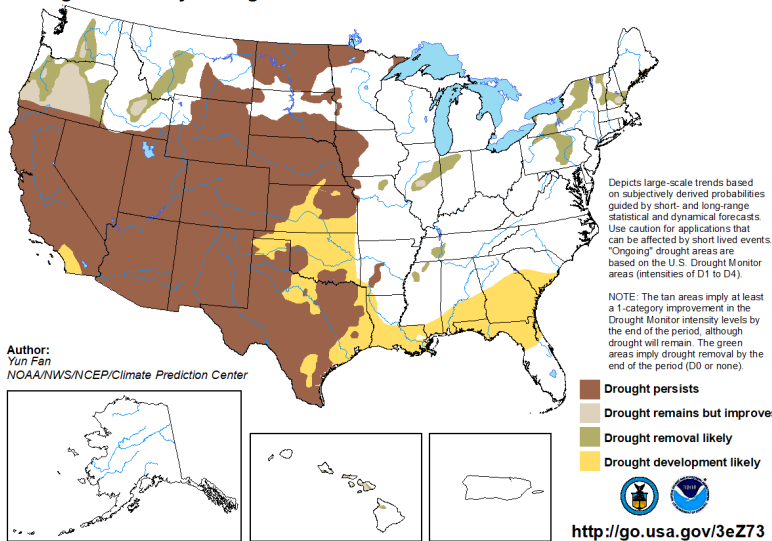 Depicts large-scale trends based
on subjectively derived probabilities
guided by short- and long-range
statistical and dynamical forecasts.
Use caution for applications that
can be affected by short lived events.
"Ongoing" drought areas are
based on the U.S. Drought Monitor
areas (intensities of D1 to D4).
NOTE: The tan areas imply at least
a 1-category improvement in the
Drought Monitor intensity levels by
the end of the period, although
drought will remain. The green
areas imply drought removal by the
end of the period (D0 or none).
Author:
Yun Fan
NOAA/NWS/NCEP/Climate Prediction Center
Drought persists
Drought remains but improves
Drought removal likely
Drought development likely
http://go.usa.gov/3eZ73